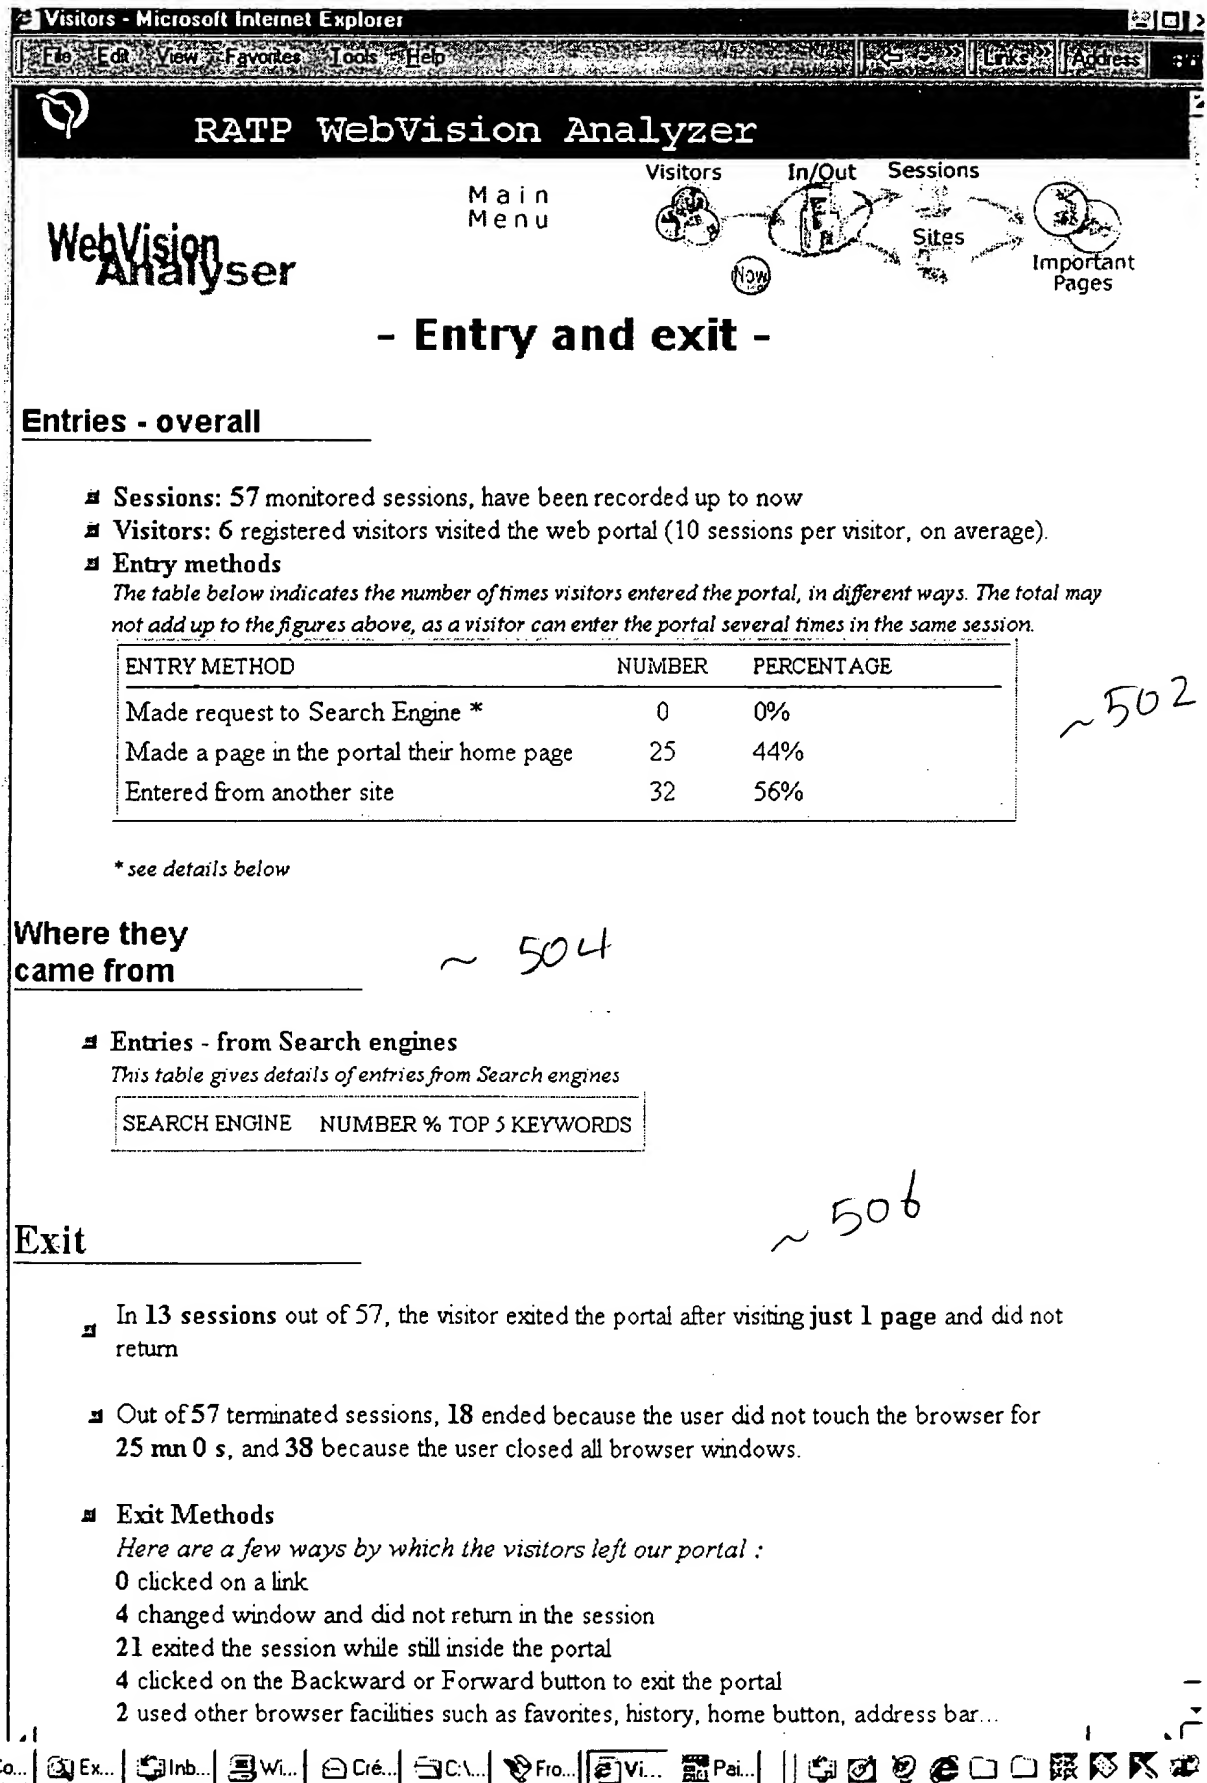 Visitors - Microsoft Internet Explorer
File Edit View Favorites Tools Help Links Address
RATP WebVision Analyzer
WebVision
Analyser
Main
Menu
Visitors In/Out Sessions
Sites
Now
Important
Pages
- Entry and exit -
Entries - overall
Sessions: 57 monitored sessions, have been recorded up to now
Visitors: 6 registered visitors visited the web portal (10 sessions per visitor, on average).
Entry methods
The table below indicates the number of times visitors entered the portal, in different ways. The total may
not add up to the figures above, as a visitor can enter the portal several times in the same session.
ENTRY METHOD NUMBER PERCENTAGE
Made request to Search Engine * 0 0%
Made a page in the portal their home page 25 44%
Entered from another site 32 56%
~502
* see details below
Where they
came from
~ 504
Entries - from Search engines
This table gives details of entries from Search engines
SEARCH ENGINE NUMBER % TOP 5 KEYWORDS
~ 506
Exit
In 13 sessions out of 57, the visitor exited the portal after visiting just 1 page and did not
return
Out of 57 terminated sessions, 18 ended because the user did not touch the browser for
25 mn 0 s, and 38 because the user closed all browser windows.
Exit Methods
Here are a few ways by which the visitors left our portal :
0 clicked on a link
4 changed window and did not return in the session
21 exited the session while still inside the portal
4 clicked on the Backward or Forward button to exit the portal
2 used other browser facilities such as favorites, history, home button, address bar...
Ex... Inb... Wi... Cré... C:\... Fro... Vi... Pai...